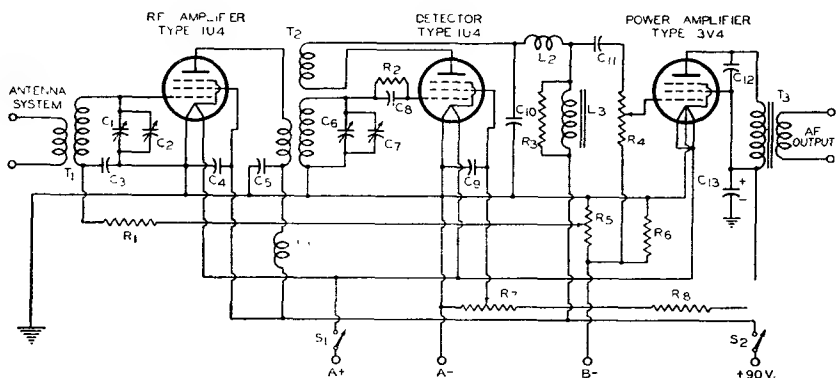 RF AMPLIFIER
TYPE 1U4
DETECTOR
TYPE 1U4
POWER AMPLIFIER
TYPE 3V4
ANTENNA
SYSTEM
T2
R2
L2
C11
C12
T3
C1
C2
C6
C7
C8
C10
R3
L3
R4
AF
OUTPUT
T1
C3
C4
C5
C9
C13
+
-
R1
R5
R6
R7
R8
S1
S2
A+
A-
B-
+90V.